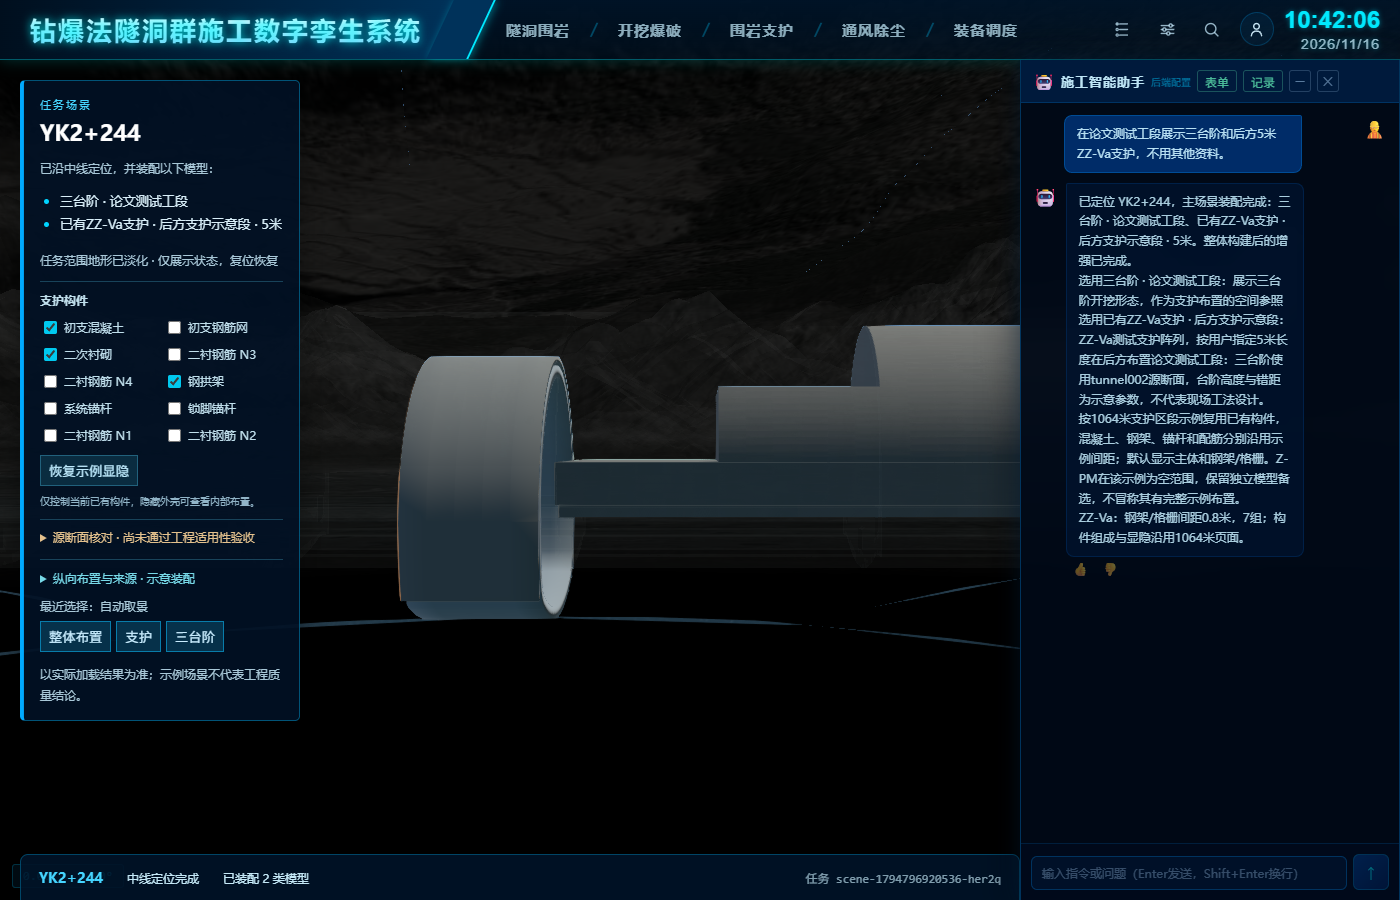 钻爆法隧洞群施工数字孪生系统
隧洞围岩 / 开挖爆破 / 围岩支护 / 通风除尘 / 装备调度
10:42:06
2026/11/16
任务场景
YK2+244
已沿中线定位，并装配以下模型：
三台阶 · 论文测试工段
已有ZZ-Va支护 · 后方支护示意段 · 5米
任务范围地形已淡化 · 仅展示状态，复位恢复
支护构件
初支混凝土 初支钢筋网
二次衬砌 二衬钢筋 N3
二衬钢筋 N4 钢拱架
系统锚杆 锁脚锚杆
二衬钢筋 N1 二衬钢筋 N2
恢复示例显隐
仅控制当前已有构件，隐藏外壳可查看内部布置。
源断面核对 · 尚未通过工程适用性验收
纵向布置与来源 · 示意装配
最近选择：自动取景
整体布置 支护 三台阶
以实际加载结果为准；示例场景不代表工程质
量结论。
YK2+244 中线定位完成 已装配 2 类模型
任务 scene-1794796920536-her2q
施工智能助手 后端配置 表单 记录
在论文测试工段展示三台阶和后方5米
ZZ-Va支护，不用其他资料。
已定位 YK2+244，主场景装配完成：三
台阶 · 论文测试工段、已有ZZ-Va支护 ·
后方支护示意段 · 5米。整体构建后的增
强已完成。
选用三台阶 · 论文测试工段：展示三台
阶开挖形态，作为支护布置的空间参照
选用已有ZZ-Va支护 · 后方支护示意段：
ZZ-Va测试支护阵列，按用户指定5米长
度在后方布置论文测试工段：三台阶使
用tunnel002源断面，台阶高度与错距
为示意参数，不代表现场工法设计。
按1064米支护区段示例复用已有构件，
混凝土、钢架、锚杆和配筋分别沿用示
例间距；默认显示主体和钢架/格栅。Z-
PM在该示例为空范围，保留独立模型备
选，不冒称其有完整示例布置。
ZZ-Va：钢架/格栅间距0.8米，7组；构
件组成与显隐沿用1064米页面。
输入指令或问题（Enter发送，Shift+Enter换行）